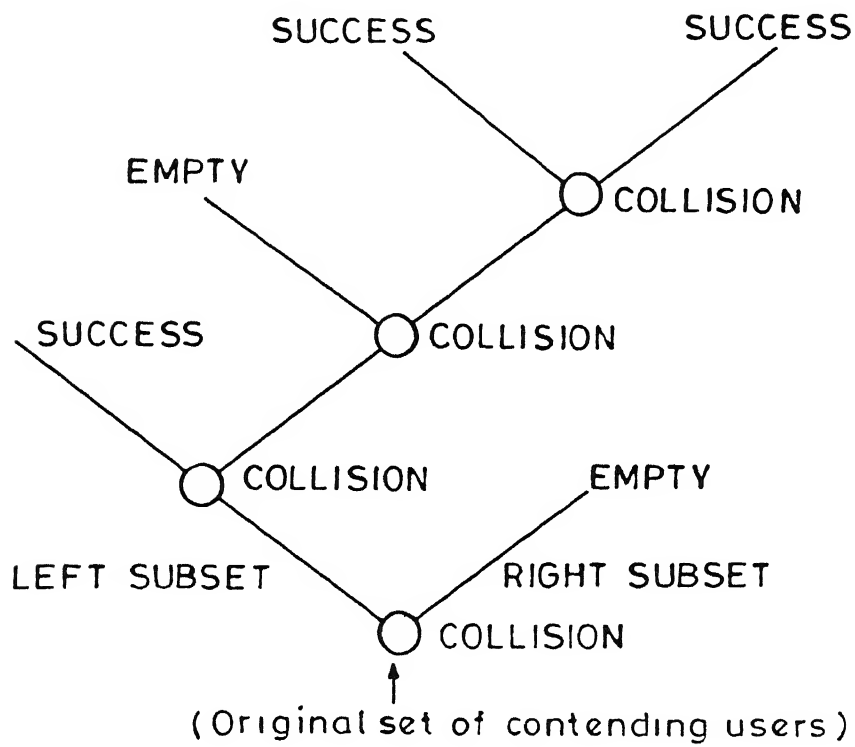 SUCCESS
SUCCESS
EMPTY
COLLISION
SUCCESS
COLLISION
COLLISION
EMPTY
LEFT SUBSET
RIGHT SUBSET
COLLISION
(Original set of contending users)